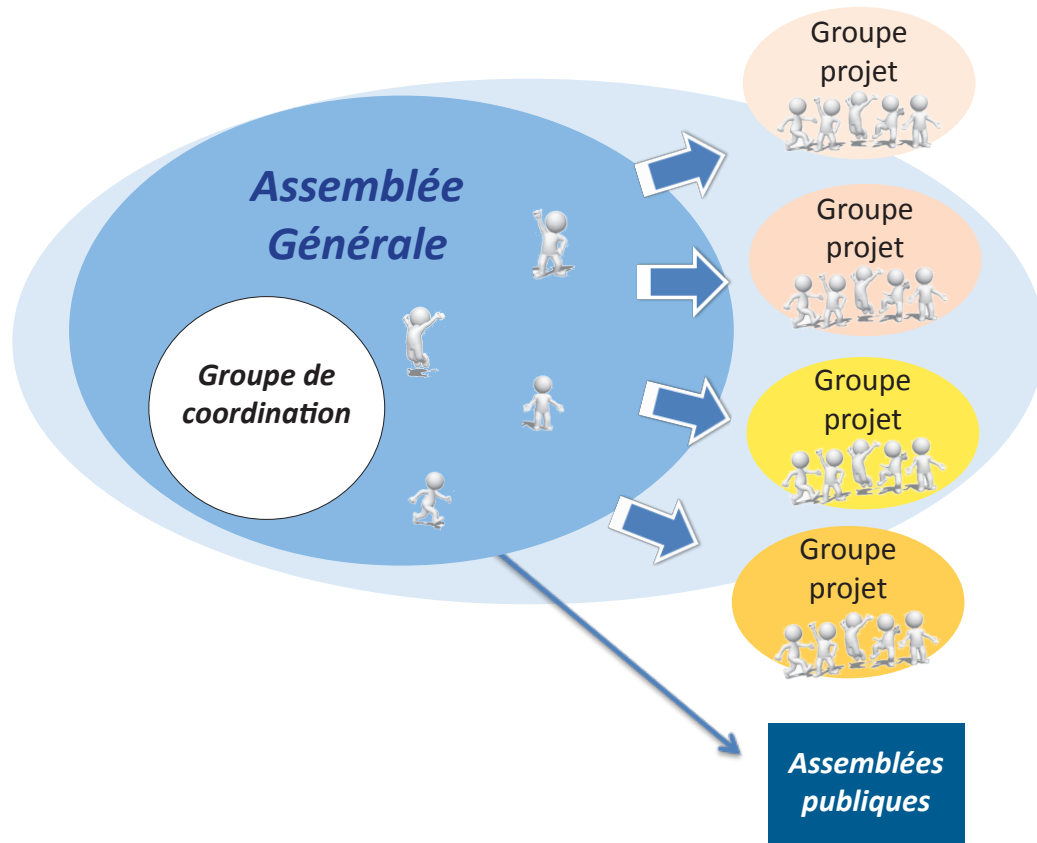 Assemblée
Générale
Groupe de
coordination
Groupe
projet
Groupe
projet
Groupe
projet
Groupe
projet
Assemblées
publiques